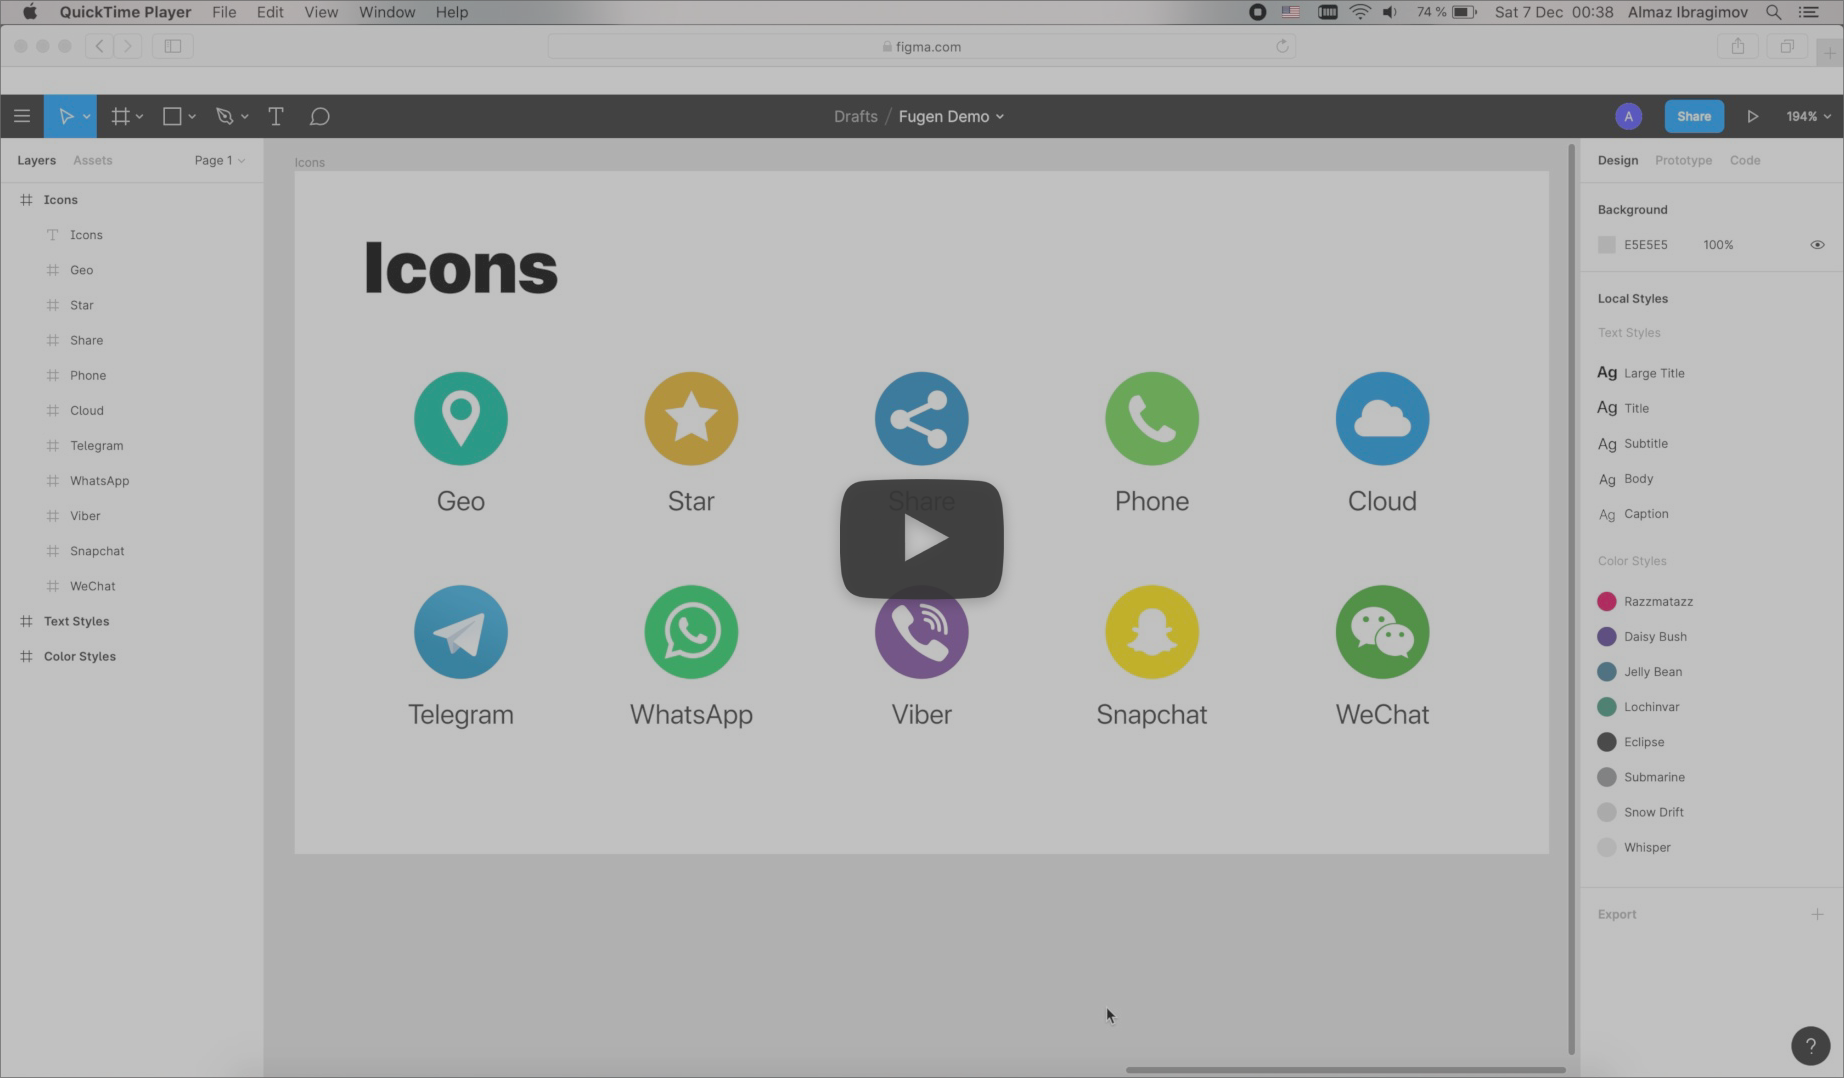 QuickTime Player File Edit View Window Help 74 % Sat 7 Dec 00:38 Almaz Ibragimov
figma.com
Drafts / Fugen Demo A Share 194%
Layers Assets Page 1
Icons
Icons
Geo
Star
Share
Phone
Cloud
Telegram
WhatsApp
Viber
Snapchat
WeChat
Text Styles
Color Styles
Icons
Icons
Geo Star Share Phone Cloud
Telegram WhatsApp Viber Snapchat WeChat
Design Prototype Code
Background
E5E5E5 100%
Local Styles
Text Styles
Ag Large Title
Ag Title
Ag Subtitle
Ag Body
Ag Caption
Color Styles
Razzmatazz
Daisy Bush
Jelly Bean
Lochinvar
Eclipse
Submarine
Snow Drift
Whisper
Export
?